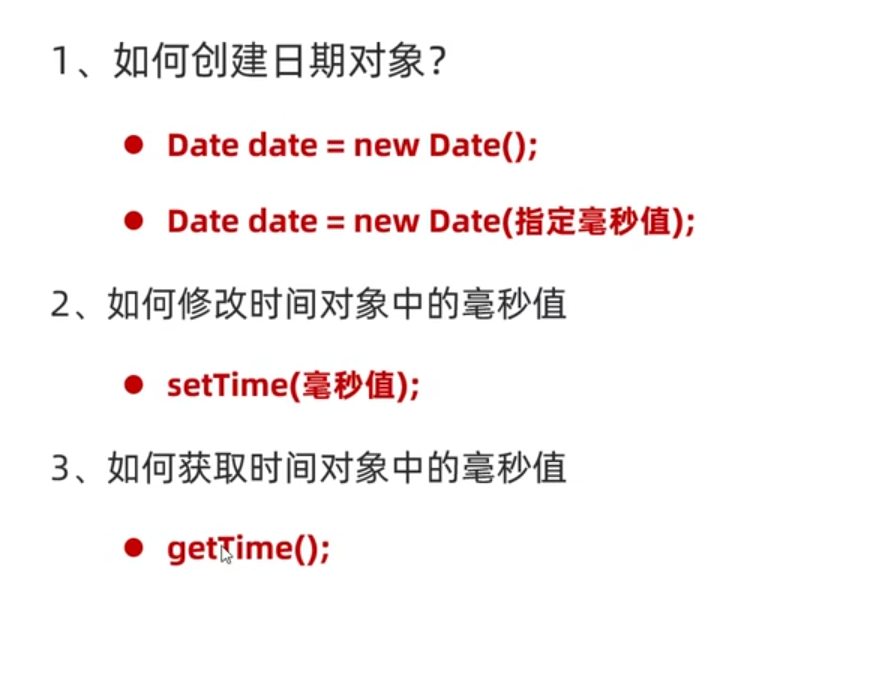 1、如何创建日期对象?
● Date date = new Date();
● Date date = new Date(指定毫秒值);
2、如何修改时间对象中的毫秒值
● setTime(毫秒值);
3、如何获取时间对象中的毫秒值
● getTime();